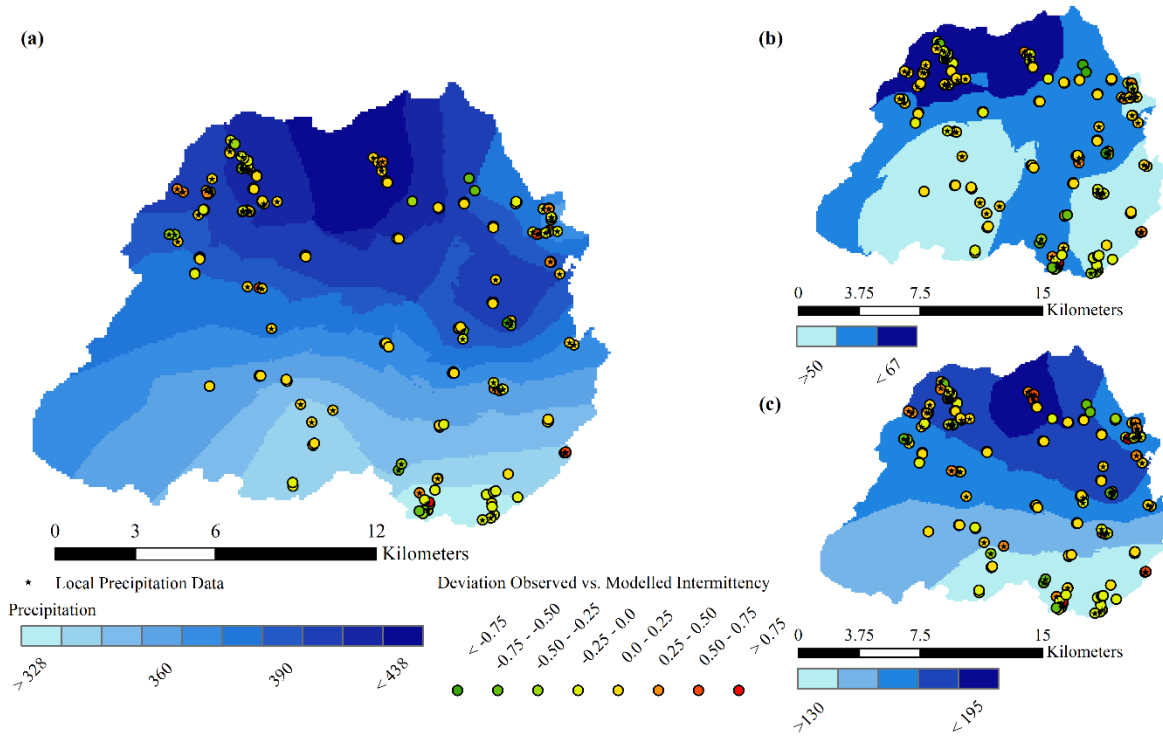 (a)
0 3 6 12
Kilometers
★ Local Precipitation Data
Precipitation
> 328 360 390 < 438
Deviation Observed vs. Modelled Intermittency
< -0.75 -0.75 - -0.50 -0.50 - -0.25 -0.25 - 0.0 0.0 - 0.25 0.25 - 0.50 0.50 - 0.75 > 0.75
(b)
0 3.75 7.5 15
Kilometers
>50 < 67
(c)
0 3.75 7.5 15
Kilometers
>130 < 195